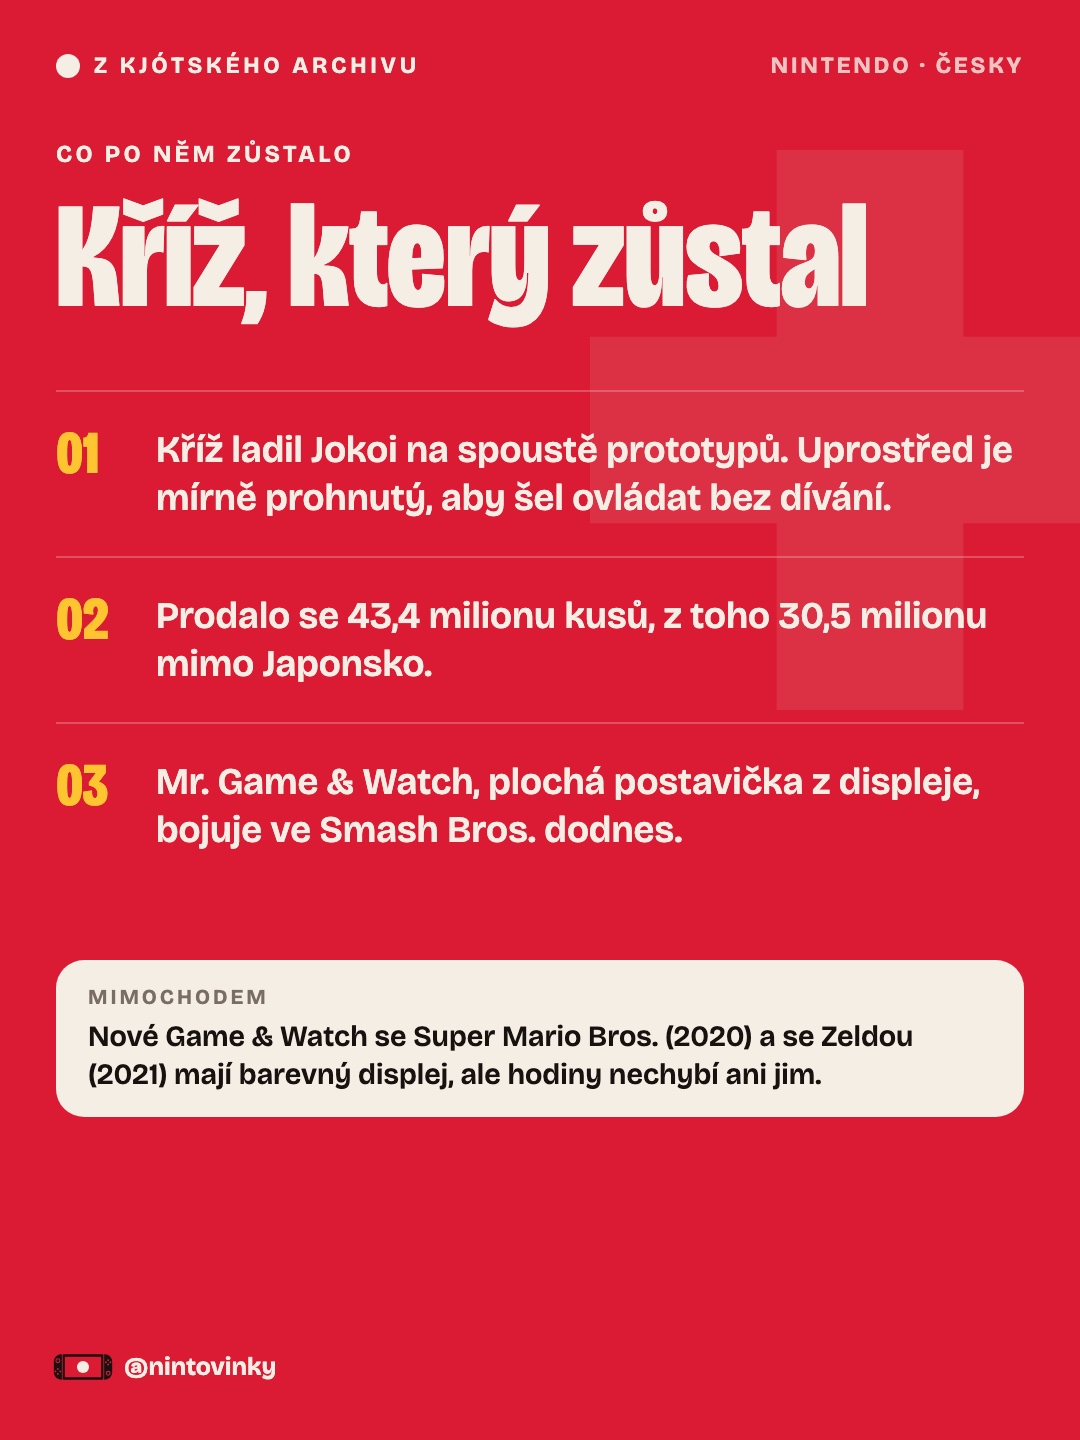 Z KJÓTSKÉHO ARCHIVU
NINTENDO · ČESKY
CO PO NĚM ZŮSTALO
Kříž, který zůstal
01
Kříž ladil Jokoi na spoustě prototypů. Uprostřed je
mírně prohnutý, aby šel ovládat bez dívání.
02
Prodalo se 43,4 milionu kusů, z toho 30,5 milionu
mimo Japonsko.
03
Mr. Game & Watch, plochá postavička z displeje,
bojuje ve Smash Bros. dodnes.
MIMOCHODEM
Nové Game & Watch se Super Mario Bros. (2020) a se Zeldou
(2021) mají barevný displej, ale hodiny nechybí ani jim.
@nintovinky